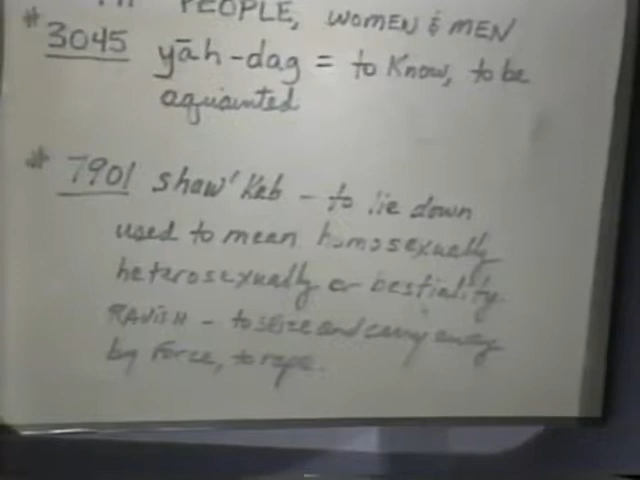 PEOPLE, WOMEN & MEN
#3045 yāh-dag = to Know, to be
aquiainted
#7901 shaw' Kab - to lie down
used to mean homosexually
heterosexually or bestiality.
RAVISH - to seize and carry away
by force, to rape.